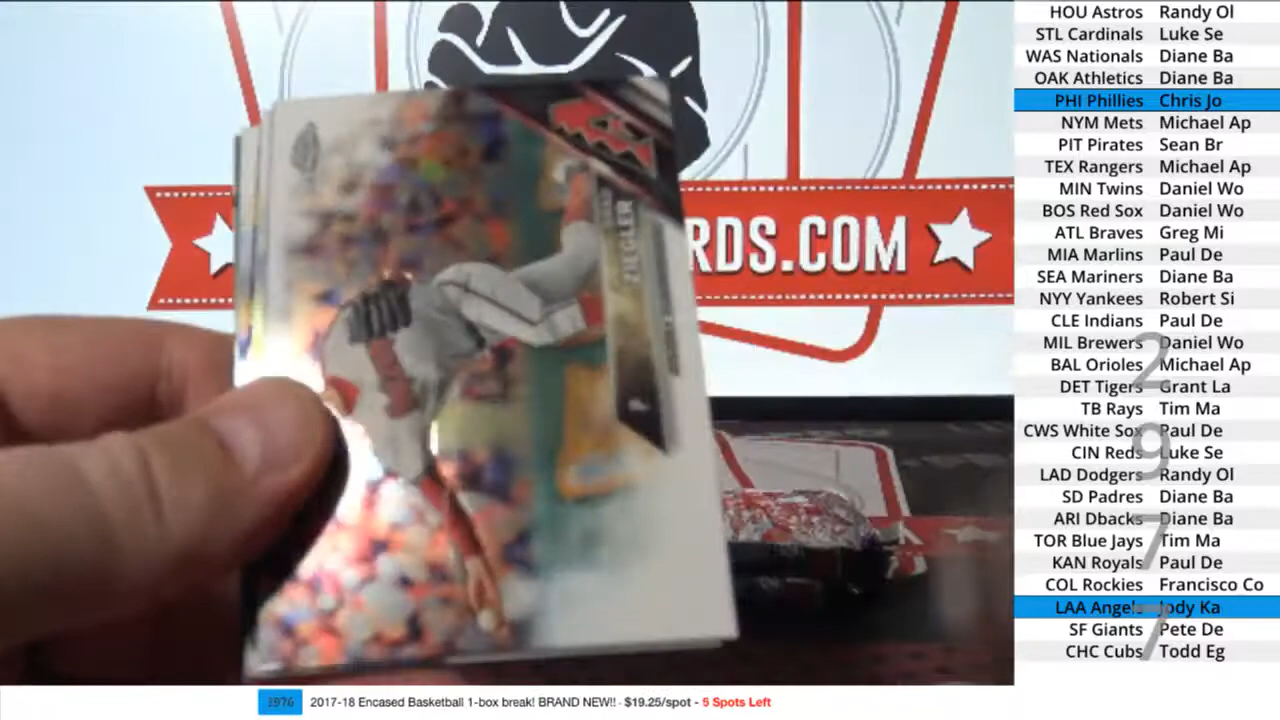 HOU Astros Randy Ol
STL Cardinals Luke Se
WAS Nationals Diane Ba
OAK Athletics Diane Ba
PHI Phillies Chris Jo
NYM Mets Michael Ap
PIT Pirates Sean Br
TEX Rangers Michael Ap
MIN Twins Daniel Wo
BOS Red Sox Daniel Wo
ATL Braves Greg Mi
MIA Marlins Paul De
SEA Mariners Diane Ba
NYY Yankees Robert Si
CLE Indians Paul De
MIL Brewers Daniel Wo
BAL Orioles Michael Ap
DET Tigers Grant La
TB Rays Tim Ma
CWS White Sox Paul De
CIN Reds Luke Se
LAD Dodgers Randy Ol
SD Padres Diane Ba
ARI Dbacks Diane Ba
TOR Blue Jays Tim Ma
KAN Royals Paul De
COL Rockies Francisco Co
LAA Angels Jody Ka
SF Giants Pete De
CHC Cubs Todd Eg
2
9
7
7
RDS.COM
ZIEGLER
P
2976 2017-18 Encased Basketball 1-box break! BRAND NEW!! - $19.25/spot - 5 Spots Left